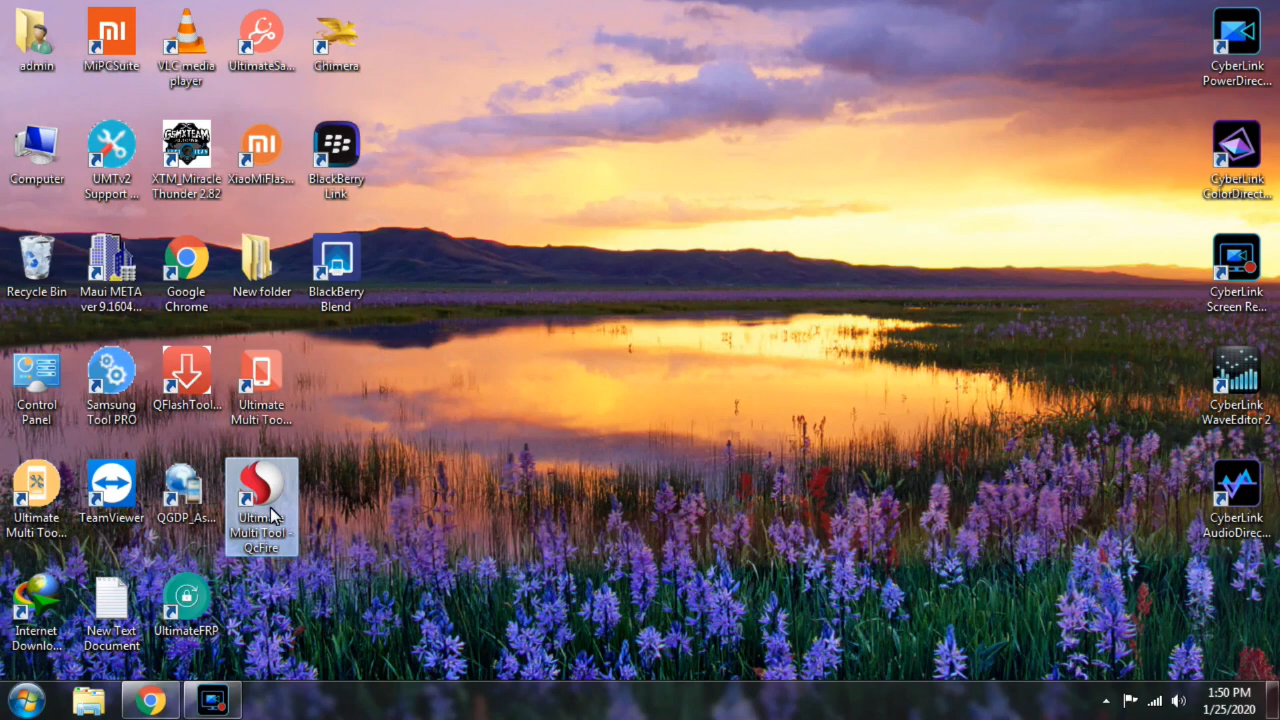 admin
MiPCSuite
VLC media
player
UltimateSa...
Chimera
CyberLink
PowerDirec...
Computer
UMTv2
Support ...
GSMXTEAM
XTM_Miracle
Thunder 2.82
XiaoMiFlas...
BlackBerry
Link
CyberLink
ColorDirect...
Recycle Bin
Maui META
ver 9.1604...
Google
Chrome
New folder
BlackBerry
Blend
CyberLink
Screen Re...
Control
Panel
Samsung
Tool PRO
QFlashTool...
Ultimate
Multi Too...
CyberLink
WaveEditor 2
Ultimate
Multi Too...
TeamViewer
QGDP_As...
Ultimate
Multi Tool -
QcFire
CyberLink
AudioDirec...
Internet
Downlo...
New Text
Document
UltimateFRP
1:50 PM
1/25/2020